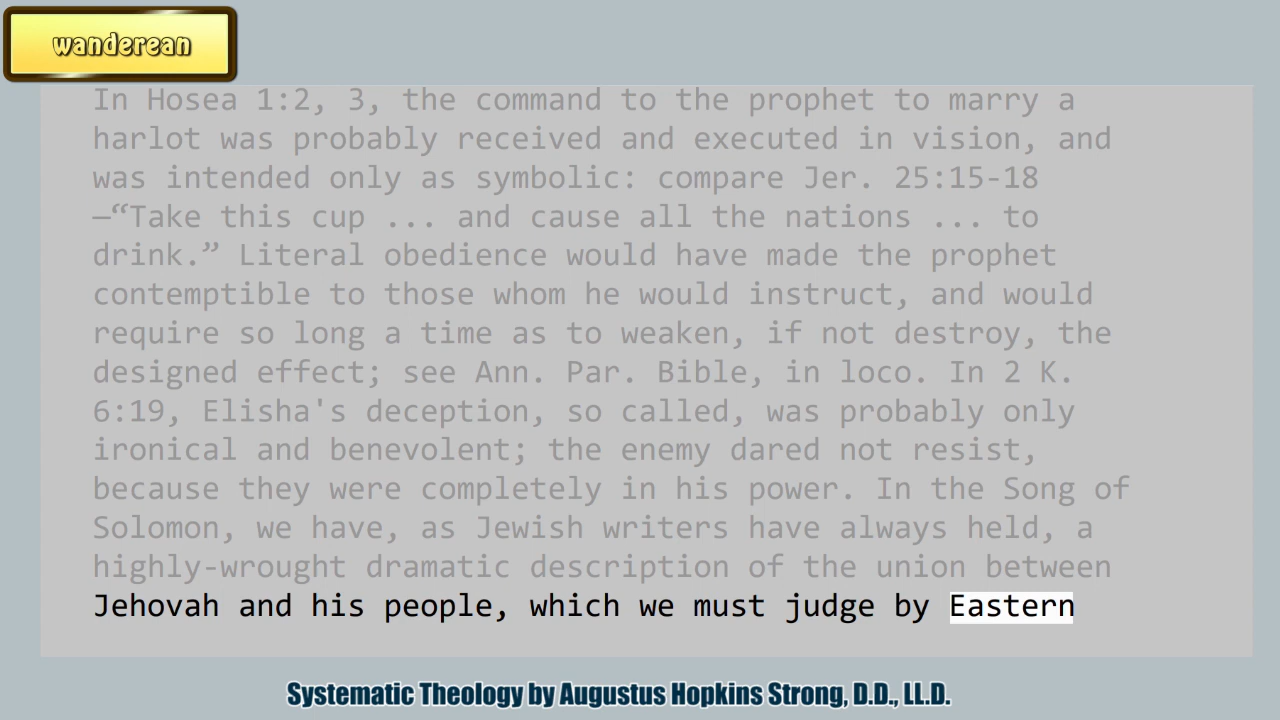 wanderean
In Hosea 1:2, 3, the command to the prophet to marry a
harlot was probably received and executed in vision, and
was intended only as symbolic: compare Jer. 25:15-18
—“Take this cup ... and cause all the nations ... to
drink.” Literal obedience would have made the prophet
contemptible to those whom he would instruct, and would
require so long a time as to weaken, if not destroy, the
designed effect; see Ann. Par. Bible, in loco. In 2 K.
6:19, Elisha's deception, so called, was probably only
ironical and benevolent; the enemy dared not resist,
because they were completely in his power. In the Song of
Solomon, we have, as Jewish writers have always held, a
highly-wrought dramatic description of the union between
Jehovah and his people, which we must judge by Eastern
Systematic Theology by Augustus Hopkins Strong, D.D., LL.D.